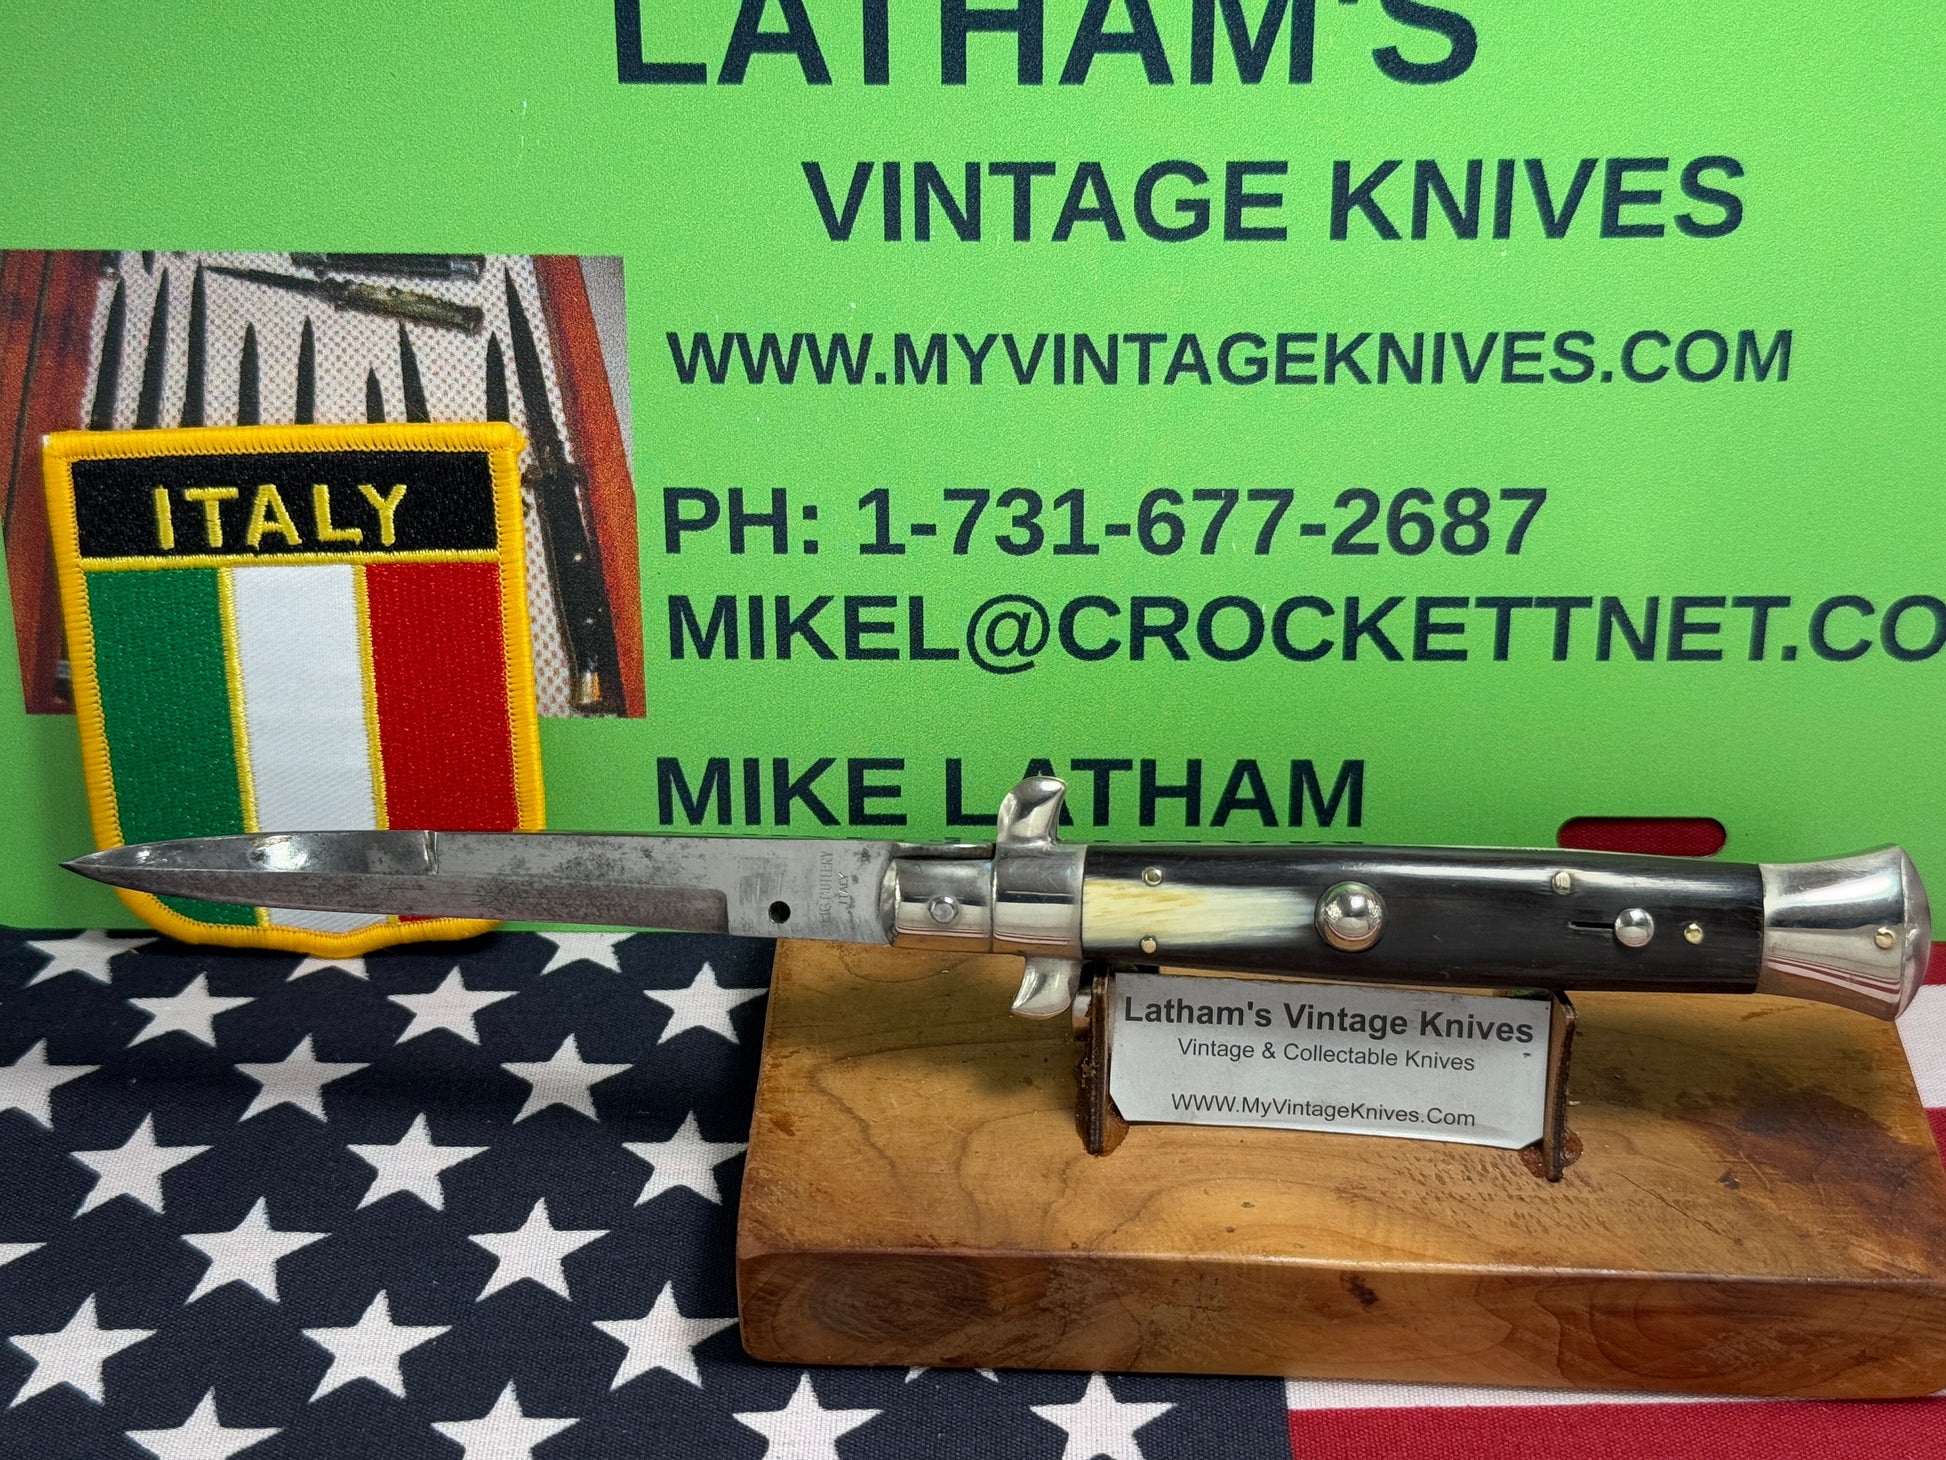 LATHAM'S
VINTAGE KNIVES
WWW.MYVINTAGEKNIVES.COM
PH: 1-731-677-2687
MIKEL@CROCKETTNET.CO
MIKE LATHAM
ITALY
CUTLERY
ITALY
Latham's Vintage Knives
Vintage & Collectable Knives
WWW.MyVintageKnives.Com